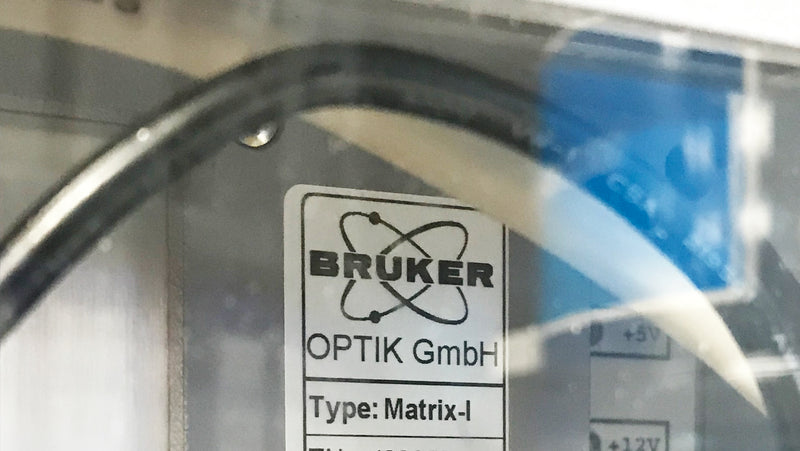 BRUKER
OPTIK GmbH
Type: Matrix-I
+5V
+12V